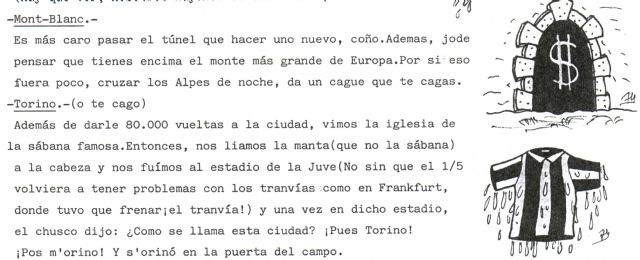 -Mont-Blanc.-
Es más caro pasar el túnel que hacer uno nuevo, coño.Ademas, jode
pensar que tienes encima el monte más grande de Europa.Por si eso
fuera poco, cruzar los Alpes de noche, da un cague que te cagas.
-Torino.-(o te cago)
Además de darle 80.000 vueltas a la ciudad, vimos la iglesia de
la sábana famosa.Entonces, nos liamos la manta(que no la sábana)
a la cabeza y nos fuímos al estadio de la Juve(No sin que el 1/5
volviera a tener problemas con los tranvías como en Frankfurt,
donde tuvo que frenar¡el tranvía!) y una vez en dicho estadio,
el chusco dijo: ¿Como se llama esta ciudad? ¡Pues Torino!
¡Pos m'orino! Y s'orinó en la puerta del campo.
$